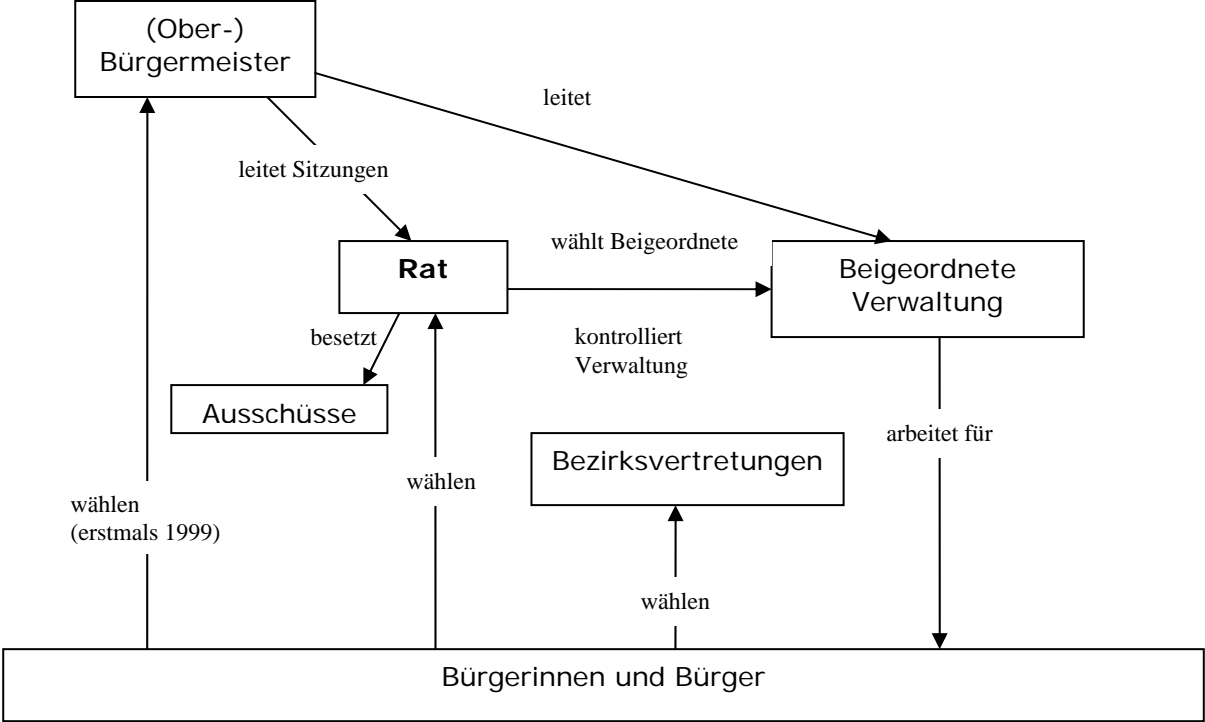 (Ober-)
Bürgermeister
leitet
leitet Sitzungen
wählt Beigeordnete
Rat
Beigeordnete
Verwaltung
besetzt
kontrolliert
Verwaltung
Ausschüsse
arbeitet für
Bezirksvertretungen
wählen
wählen
(erstmals 1999)
wählen
Bürgerinnen und Bürger